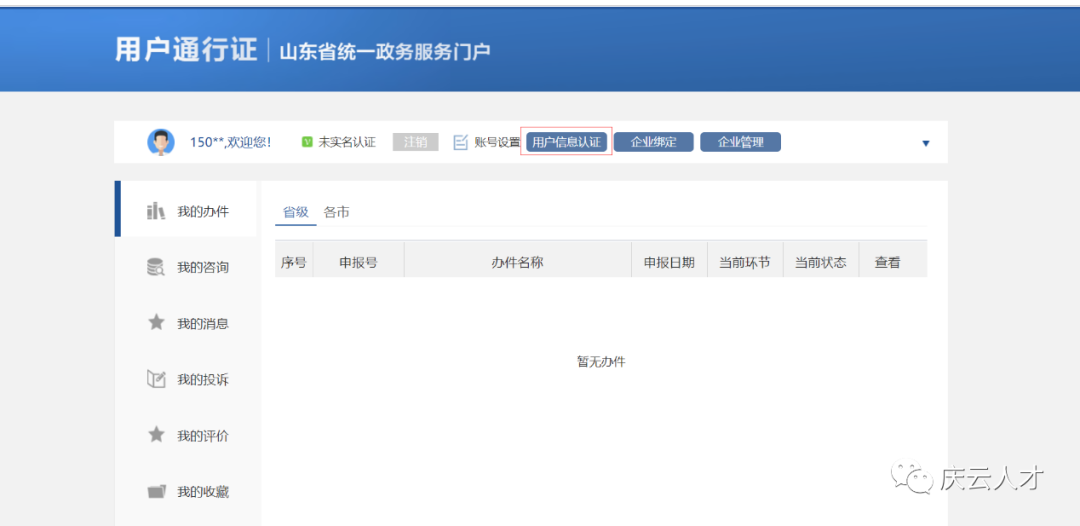 用户通行证 | 山东省统一政务服务门户
150**,欢迎您! 未实名认证 注销 账号设置 用户信息认证 企业绑定 企业管理
我的办件
我的咨询
我的消息
我的投诉
我的评价
我的收藏
省级 各市
序号 申报号 办件名称 申报日期 当前环节 当前状态 查看
暂无办件
庆云人才